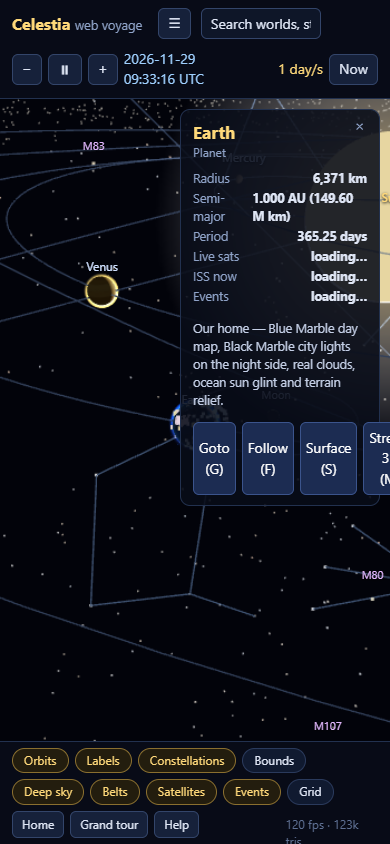 Celestia web voyage ☰ Search worlds, s
− ⏸ + 2026-11-29
09:33:16 UTC 1 day/s Now
M83
Earth ×
Planet
Mercury
Radius 6,371 km
Semi-major 1.000 AU (149.60 M km)
Period 365.25 days
Live sats loading...
ISS now loading...
Events loading...
Venus
Our home — Blue Marble day
map, Black Marble city lights
on the night side, real clouds,
ocean sun glint and terrain
relief.
Moon
Goto (G) Follow (F) Surface (S) Stre
M80
M107
Orbits Labels Constellations Bounds
Deep sky Belts Satellites Events Grid
Home Grand tour Help 120 fps · 123k
tris